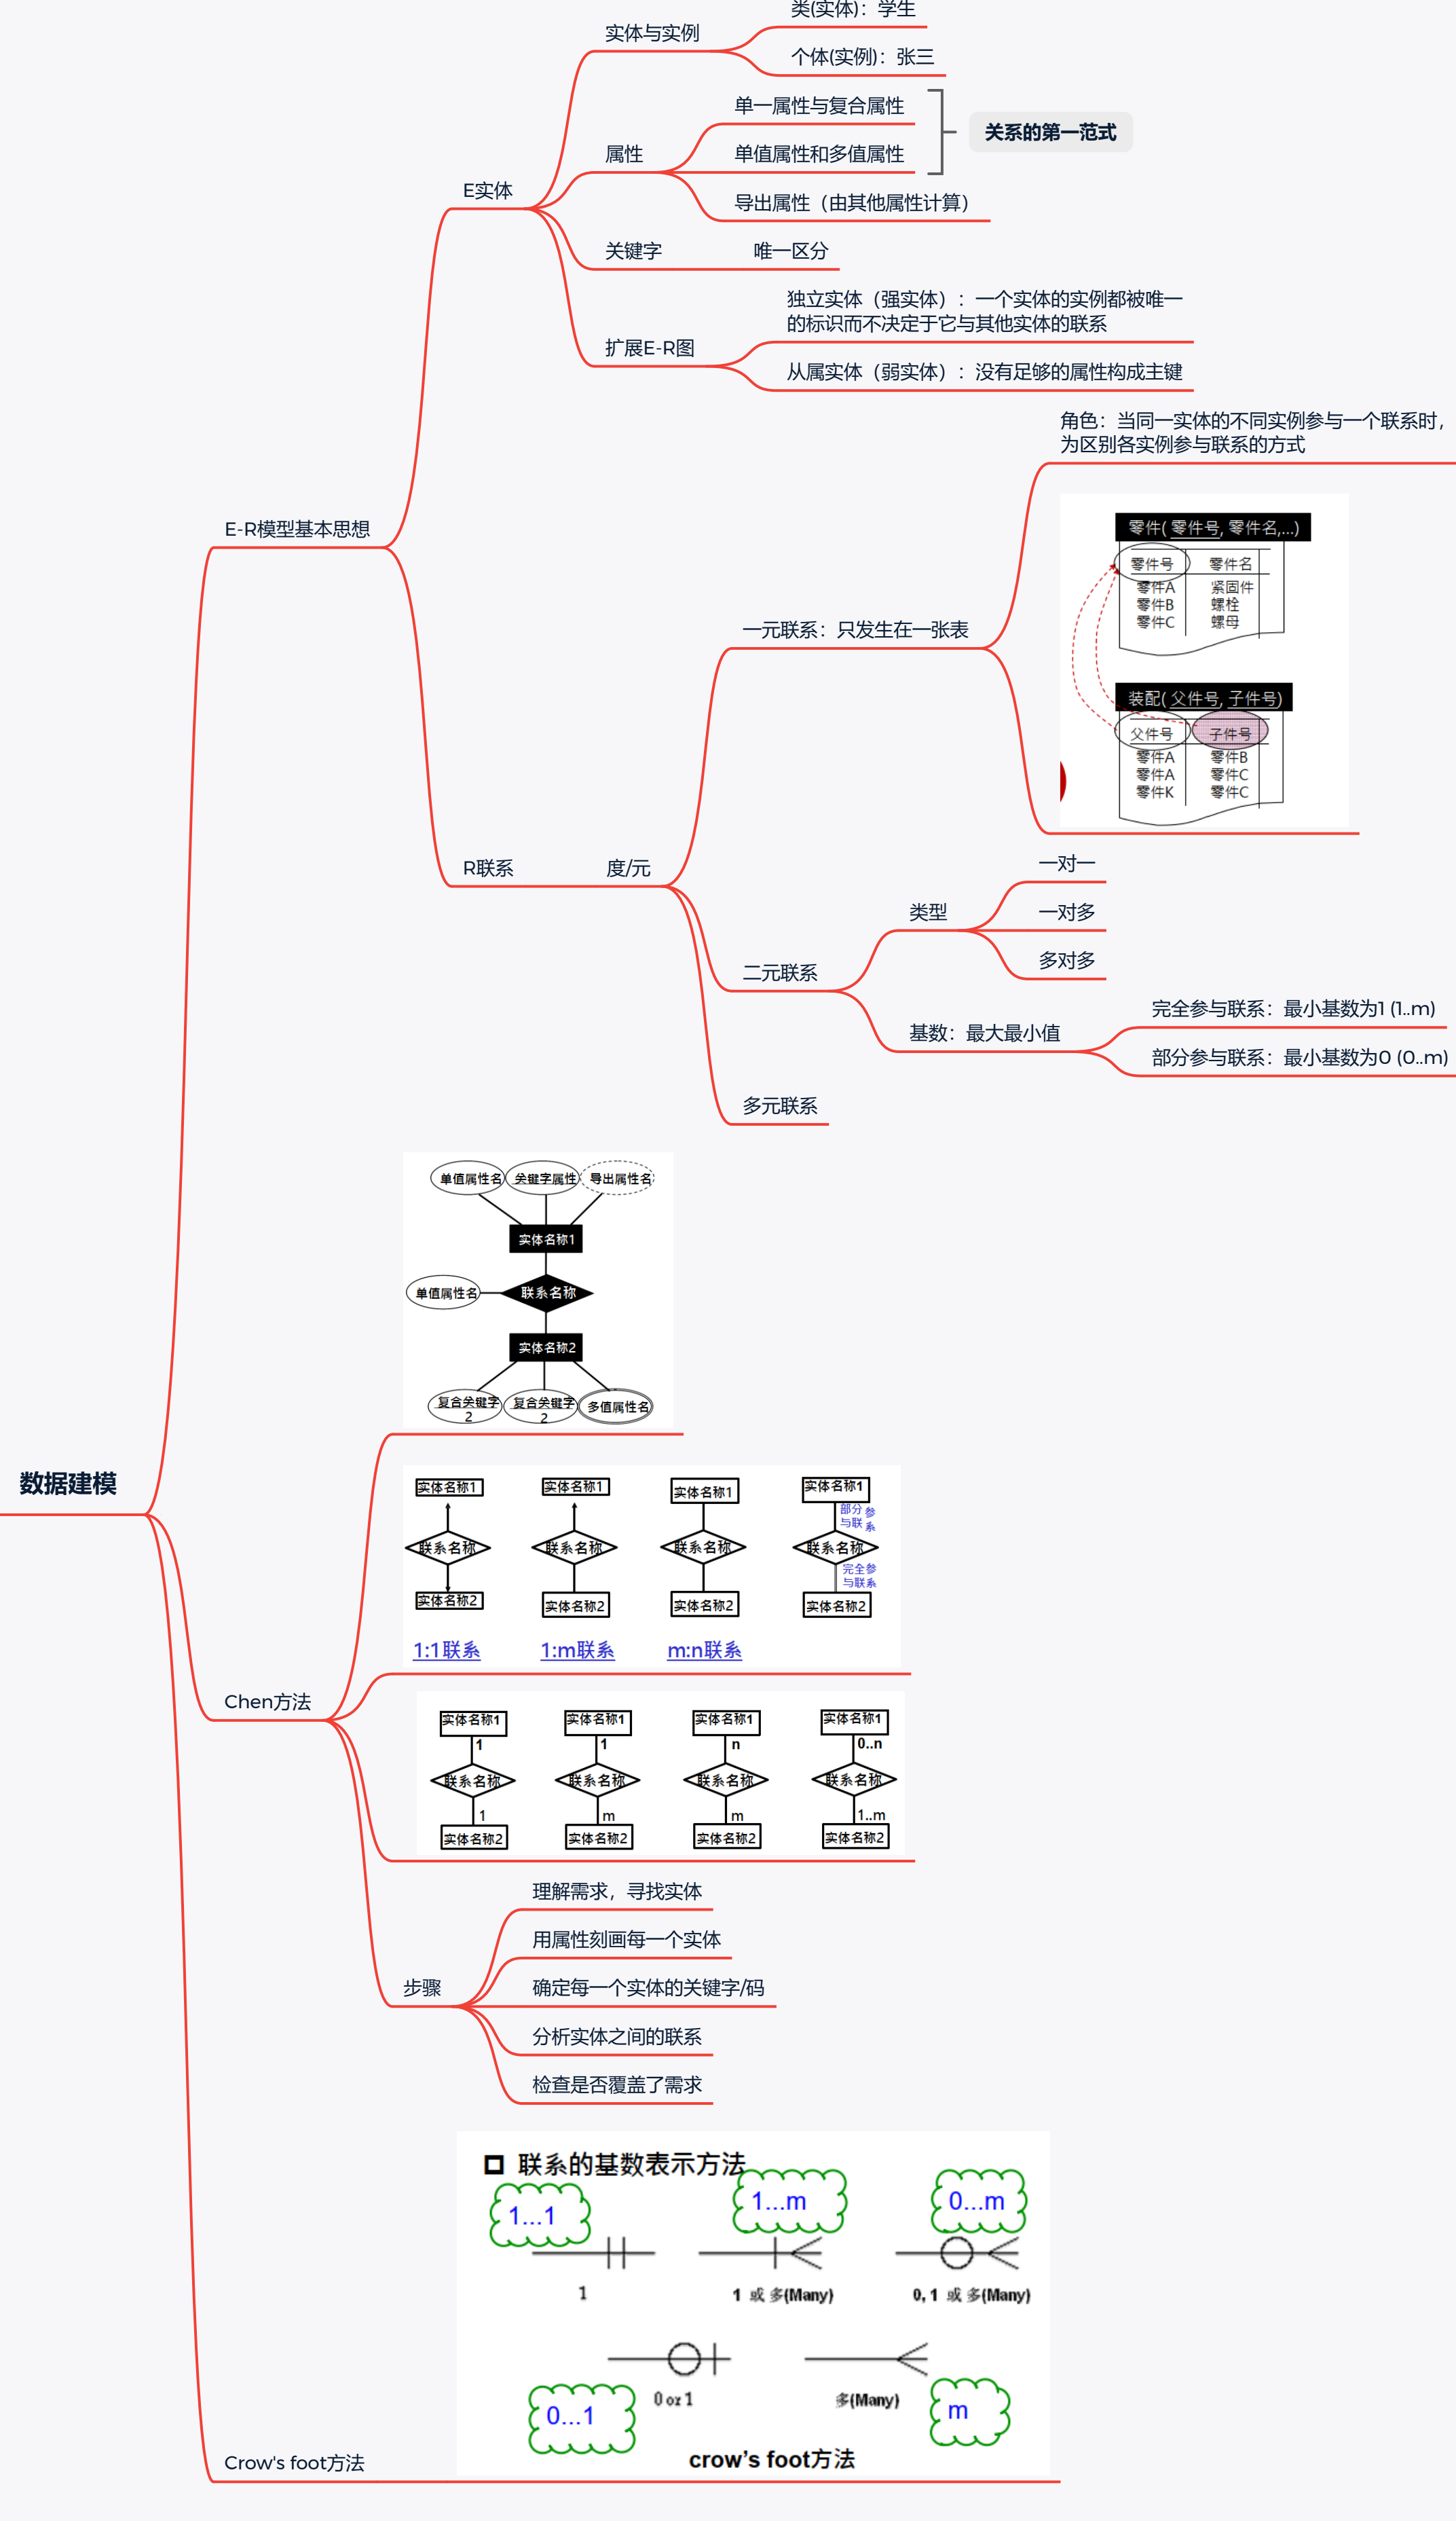 类(实体)：学生
实体与实例
个体(实例)：张三
单一属性与复合属性
关系的第一范式
属性
单值属性和多值属性
E实体
导出属性（由其他属性计算）
关键字
唯一区分
独立实体（强实体）：一个实体的实例都被唯一
的标识而不决定于它与其他实体的联系
扩展E-R图
从属实体（弱实体）：没有足够的属性构成主键
角色：当同一实体的不同实例参与一个联系时，
为区别各实例参与联系的方式
E-R模型基本思想
零件( 零件号, 零件名,...)
零件号 零件名
零件A 紧固件
零件B 螺栓
零件C 螺母
一元联系：只发生在一张表
装配( 父件号, 子件号)
父件号 子件号
零件A 零件B
零件A 零件C
零件K 零件C
R联系
度/元
一对一
类型
一对多
多对多
二元联系
完全参与联系：最小基数为1 (1..m)
基数：最大最小值
部分参与联系：最小基数为0 (0..m)
多元联系
单值属性名 关键字属性 导出属性名
实体名称1
单值属性名 联系名称
实体名称2
复合关键字
2
复合关键字
2
多值属性名
数据建模
实体名称1 实体名称1 实体名称1 实体名称1
部分参
与联系
联系名称 联系名称 联系名称 联系名称
完全参
与联系
实体名称2 实体名称2 实体名称2 实体名称2
1:1联系 1:m联系 m:n联系
Chen方法
实体名称1 实体名称1 实体名称1 实体名称1
1 1 n 0..n
联系名称 联系名称 联系名称 联系名称
1 m m 1..m
实体名称2 实体名称2 实体名称2 实体名称2
理解需求，寻找实体
用属性刻画每一个实体
步骤
确定每一个实体的关键字/码
分析实体之间的联系
检查是否覆盖了需求
联系的基数表示方法
1...1 1...m 0...m
1 1 或 多(Many) 0, 1 或 多(Many)
0 or 1 多(Many)
0...1 m
crow’s foot方法
Crow's foot方法